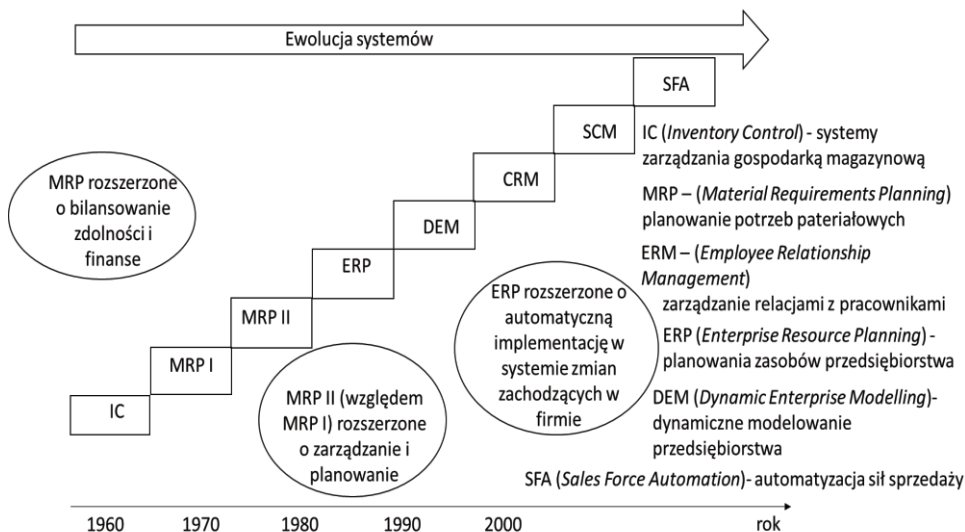 Ewolucja systemów
SFA
SCM
CRM
DEM
ERP
MRP II
MRP I
IC
MRP rozszerzone
o bilansowanie
zdolności i
finanse
MRP II (względem
MRP I) rozszerzone
o zarządzanie i
planowanie
ERP rozszerzone o
automatyczną
implementację w
systemie zmian
zachodzących w
firmie
IC (Inventory Control) - systemy
zarządzania gospodarką magazynową
MRP – (Material Requirements Planning)
planowanie potrzeb pateriałowych
ERM – (Employee Relationship
Management)
zarządzanie relacjami z pracownikami
ERP (Enterprise Resource Planning) -
planowania zasobów przedsiębiorstwa
DEM (Dynamic Enterprise Modelling)-
dynamiczne modelowanie
przedsiębiorstwa
SFA (Sales Force Automation)- automatyzacja sił sprzedaży
1960 1970 1980 1990 2000 rok